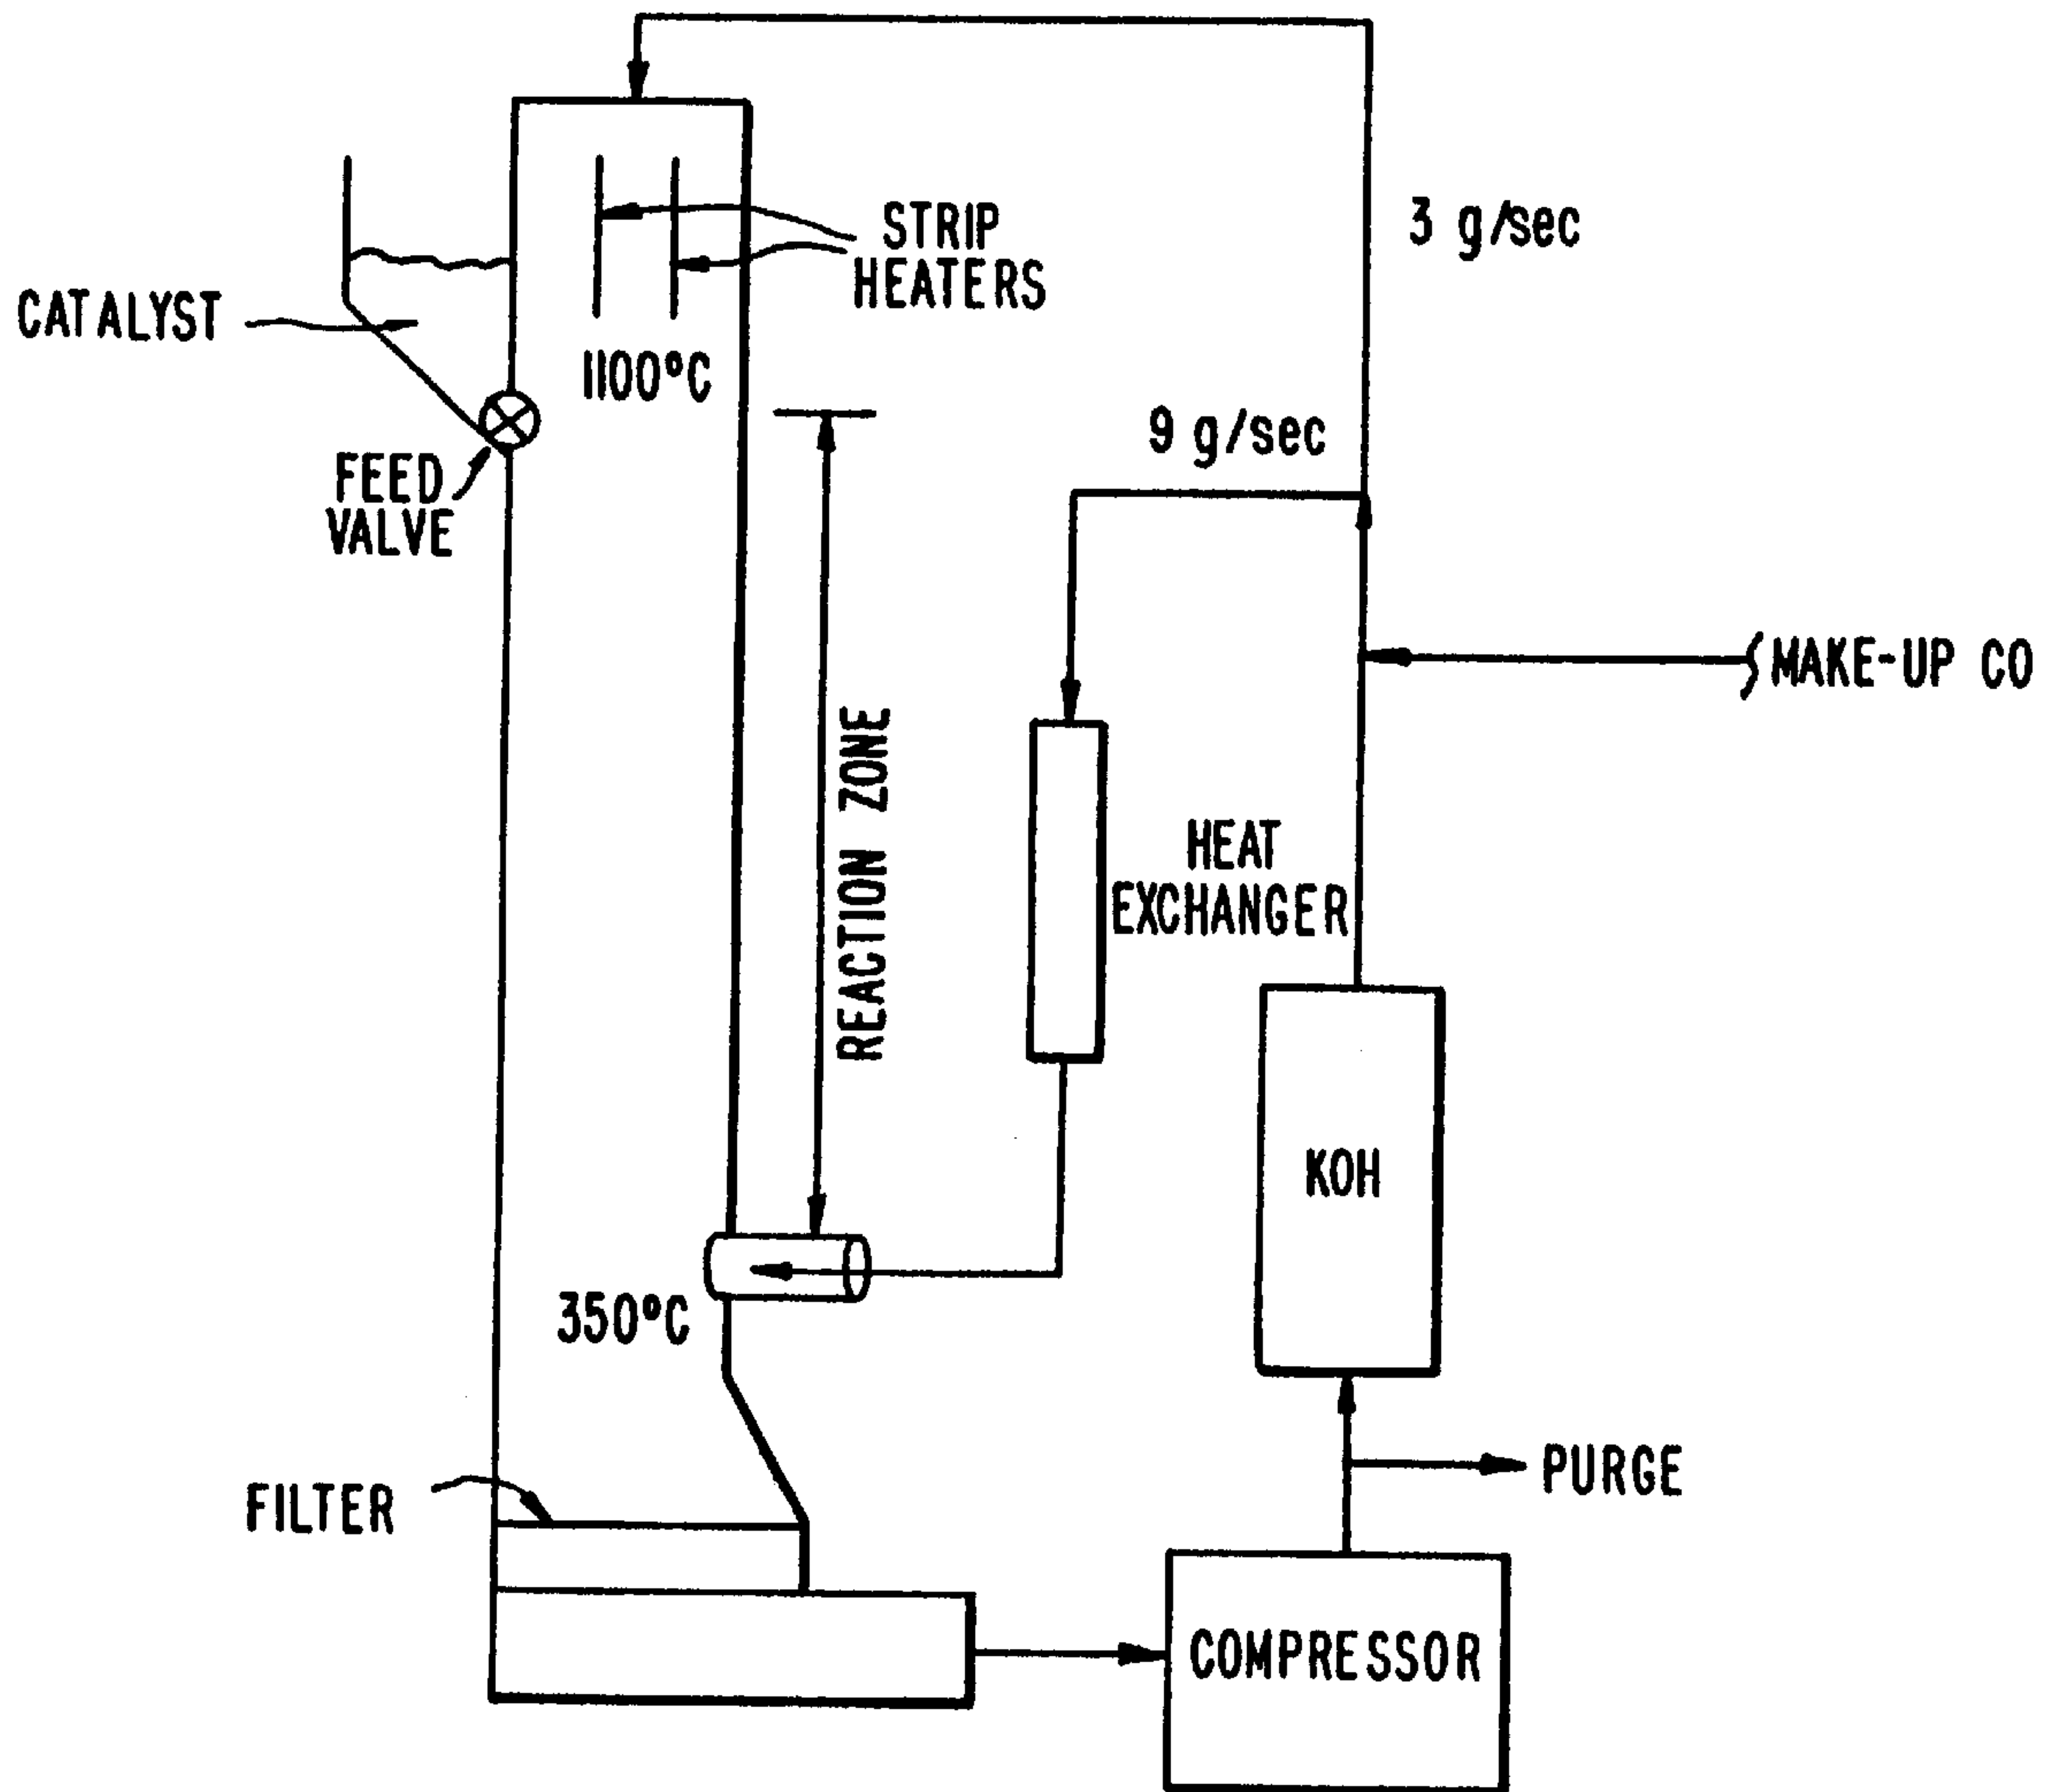 3 g/sec
STRIP
HEATERS
CATALYST
1100°C
9 g/sec
FEED
VALVE
MAKE-UP CO
REACTION ZONE
HEAT
EXCHANGER
KOH
350°C
PURGE
FILTER
COMPRESSOR